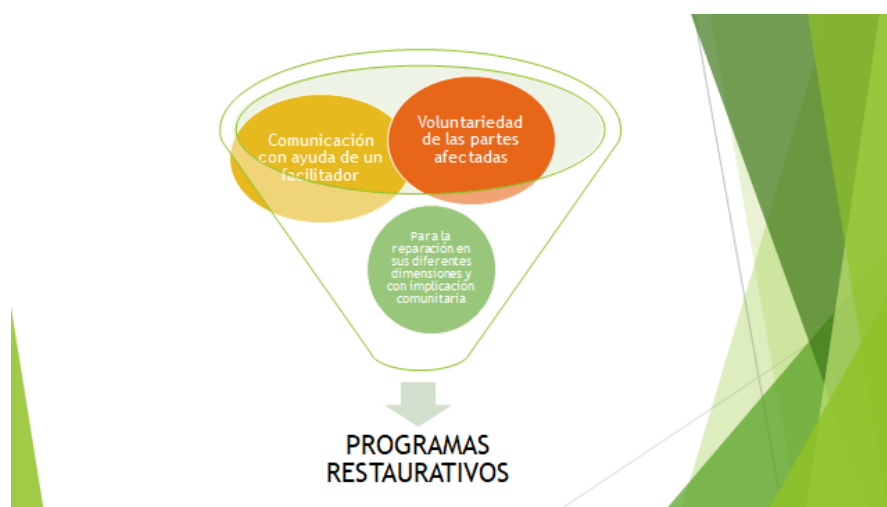 Comunicación
con ayuda de un
facilitador
Voluntariedad
de las partes
afectadas
Para la
reparación en
sus diferentes
dimensiones y
con implicación
comunitaria
PROGRAMAS
RESTAURATIVOS